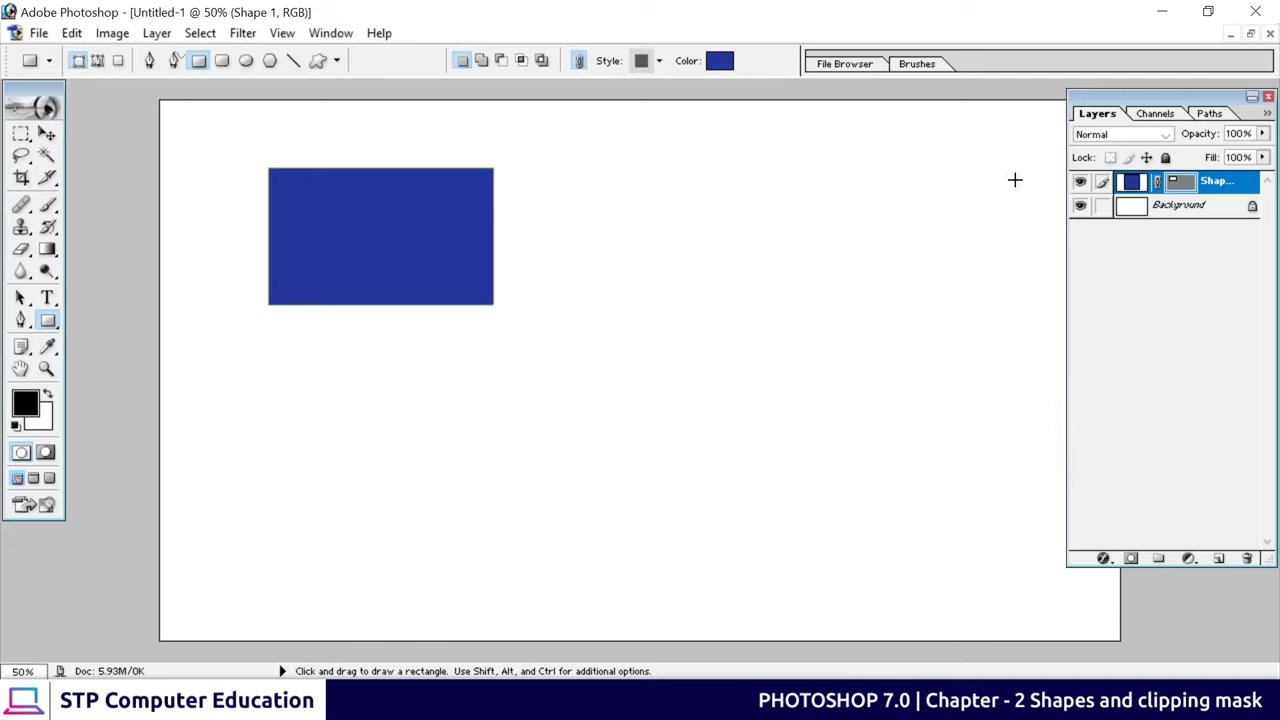 Adobe Photoshop - [Untitled-1 @ 50% (Shape 1, RGB)]
File Edit Image Layer Select Filter View Window Help
Style: Color: File Browser Brushes
Layers Channels Paths
Normal Opacity: 100%
Lock: Fill: 100%
Shap...
Background
T
50% Doc: 5.93M/0K Click and drag to draw a rectangle. Use Shift, Alt, and Ctrl for additional options.
STP Computer Education PHOTOSHOP 7.0 | Chapter - 2 Shapes and clipping mask